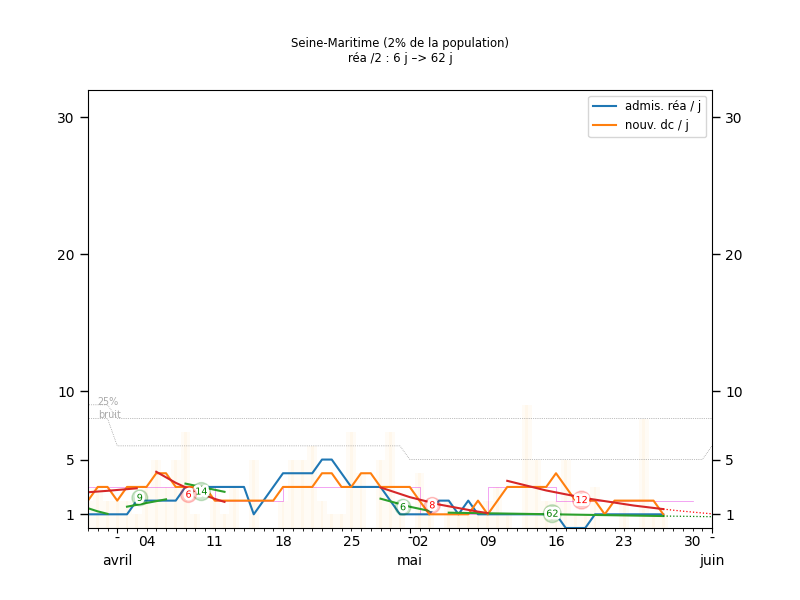 Seine-Maritime (2% de la population)
réa /2 : 6 j –> 62 j
admis. réa / j
nouv. dc / j
30
30
20
20
10
10
25%
bruit
5
5
9
6
14
6
8
62
12
1
1
- 04 11 18 25 - 02 09 16 23 30 -
avril mai juin